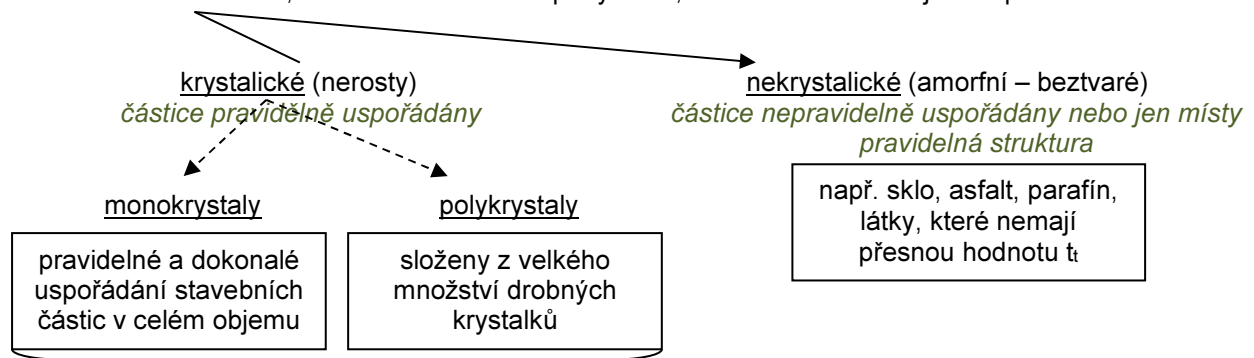 krystalické (nerosty)
částice pravidělně uspořádány
nekrystalické (amorfní – beztvaré)
částice nepravidelně uspořádány nebo jen místy
pravidelná struktura
monokrystaly
polykrystaly
např. sklo, asfalt, parafín,
látky, které nemají
přesnou hodnotu tₜ
pravidelné a dokonalé
uspořádání stavebních
částic v celém objemu
složeny z velkého
množství drobných
krystalků